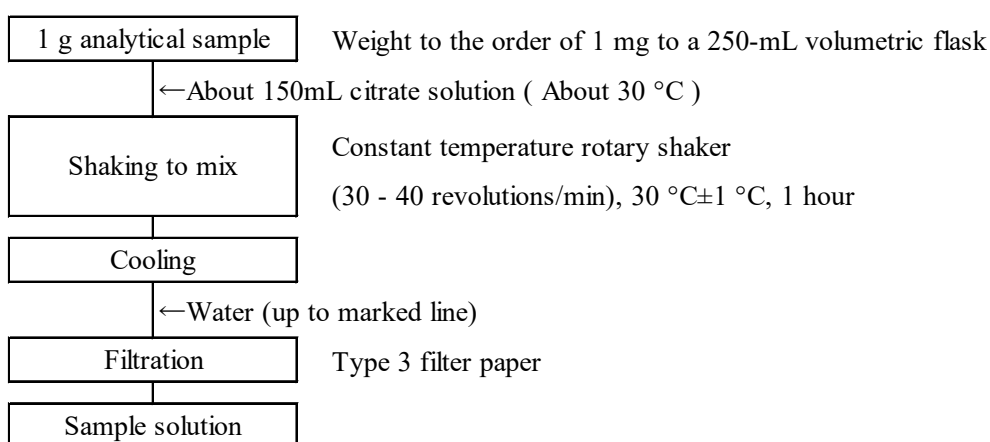 1 g analytical sample
Weight to the order of 1 mg to a 250-mL volumetric flask
←About 150mL citrate solution ( About 30 °C )
Shaking to mix
Constant temperature rotary shaker
(30 - 40 revolutions/min), 30 °C±1 °C, 1 hour
Cooling
←Water (up to marked line)
Filtration
Type 3 filter paper
Sample solution